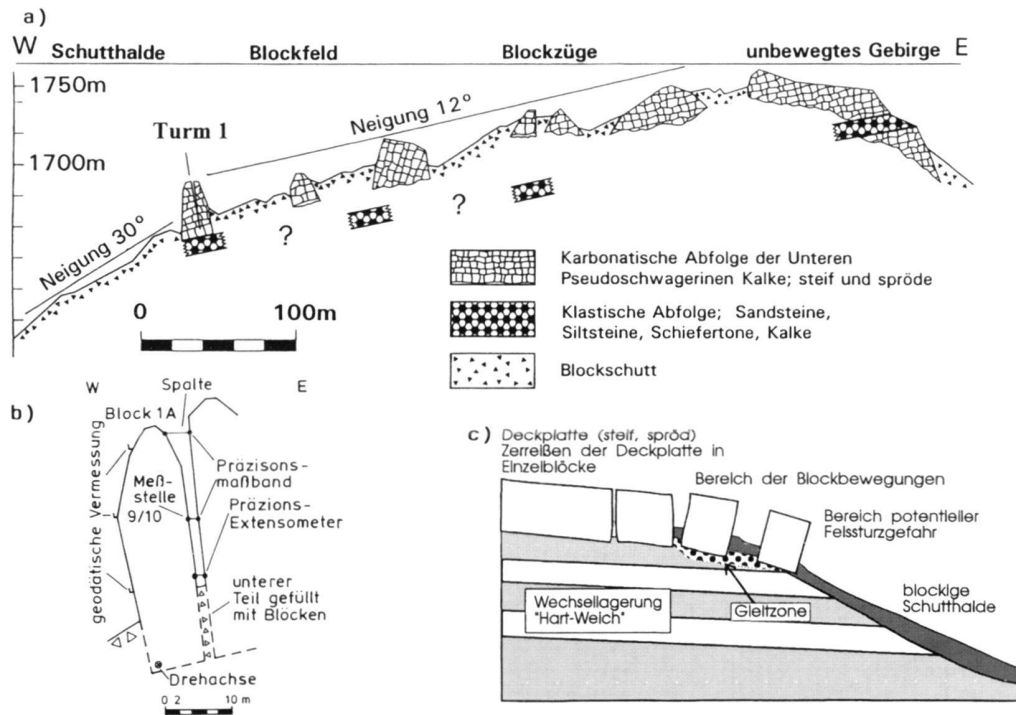 a)
W
E
Schutthalde
Blockfeld
Blockzüge
unbewegtes Gebirge
1750m
1700m
Turm 1
Neigung 12°
Neigung 30°
?
?
0
100m
Karbonatische Abfolge der Unteren
Pseudoschwagerinen Kalke; steif und spröde
Klastische Abfolge; Sandsteine,
Siltsteine, Schiefertone, Kalke
Blockschutt
b)
W
Spalte
E
Block 1A
geodätische Vermessung
Meß-
stelle
9/10
Präzisons-
maßband
Präzions-
Extensometer
unterer
Teil gefüllt
mit Blöcken
Drehachse
0 2
10 m
c)
Deckplatte (steif, spröd)
Zerreißen der Deckplatte in
Einzelblöcke
Bereich der Blockbewegungen
Bereich potentieller
Felssturzgefahr
blockige
Schutthalde
Wechsellagerung
"Hart-Weich"
Gleitzone